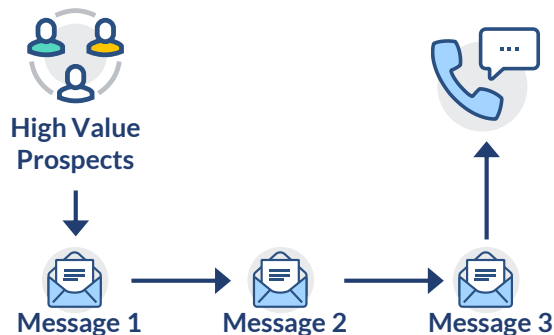 High Value
Prospects
Message 1
Message 2
Message 3